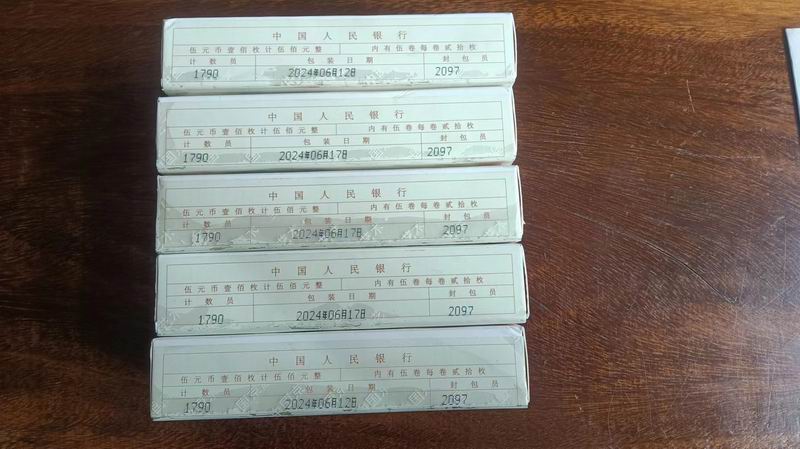 中国人民银行
伍元币壹佰枚计伍佰元整 内有伍卷每卷贰拾枚
计数员 包装日期 封包员
1790 2024年06月12日 2097
中国人民银行
伍元币壹佰枚计伍佰元整 内有伍卷每卷贰拾枚
计数员 包装日期 封包员
1790 2024年06月17日 2097
中国人民银行
伍元币壹佰枚计伍佰元整 内有伍卷每卷贰拾枚
计数员 包装日期 封包员
1790 2024年06月17日 2097
中国人民银行
伍元币壹佰枚计伍佰元整 内有伍卷每卷贰拾枚
计数员 包装日期 封包员
1790 2024年06月17日 2097
中国人民银行
伍元币壹佰枚计伍佰元整 内有伍卷每卷贰拾枚
计数员 包装日期 封包员
1790 2024年06月12日 2097